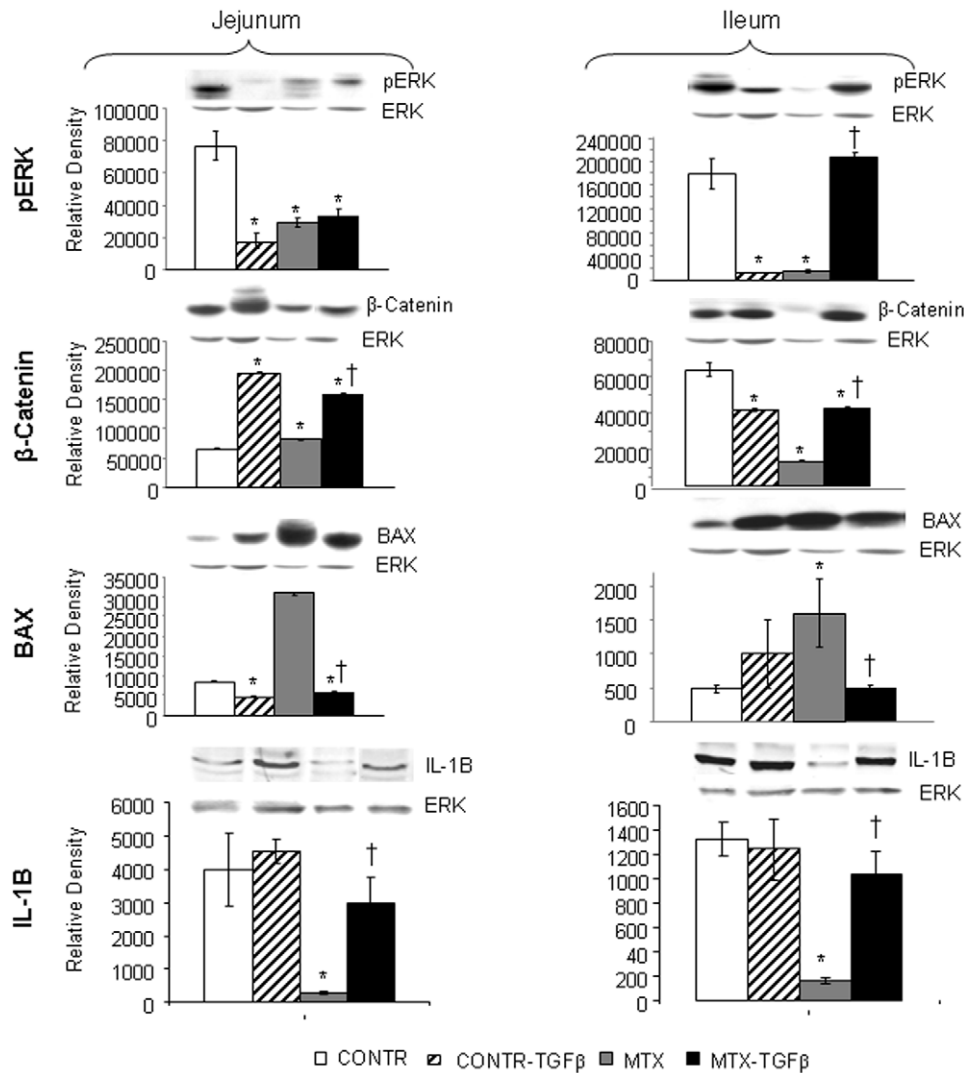 Jejunum
Ileum
pERK
Relative Density
pERK
ERK
100000
80000
60000
40000
20000
0
*
*
*
pERK
ERK
240000
200000
160000
120000
80000
40000
0
*
*
†
β-Catenin
Relative Density
β-Catenin
ERK
250000
200000
150000
100000
50000
0
*
*
*†
β-Catenin
ERK
80000
60000
40000
20000
0
*
*
*†
BAX
Relative Density
BAX
ERK
35000
30000
25000
20000
15000
10000
5000
0
*
*†
BAX
ERK
2000
1500
1000
500
0
*
†
IL-1B
Relative Density
IL-1B
ERK
6000
5000
4000
3000
2000
1000
0
*
†
IL-1B
ERK
1600
1400
1200
1000
800
600
400
200
0
*
†
CONTR CONTR-TGFβ MTX MTX-TGFβ